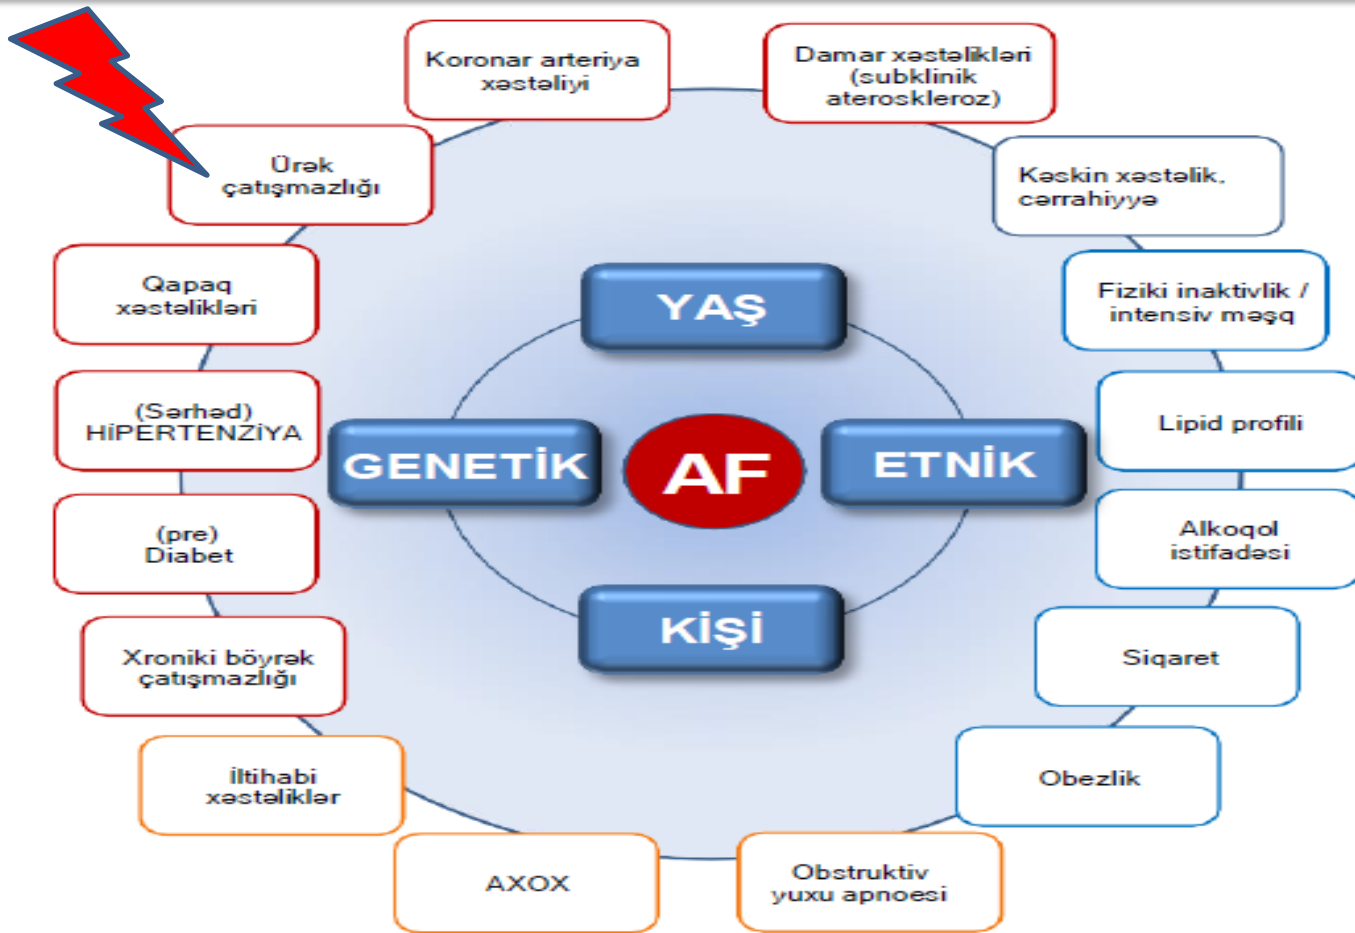 Koronar arteriya
xəstəliyi
Damar xəstəlikləri
(subklinik
ateroskleroz)
Ürək
çatışmazlığı
Kəskin xəstəlik,
cərrahiyyə
Qapaq
xəstəlikləri
YAŞ
Fiziki inaktivlik /
intensiv məşq
(Sərhəd)
HİPERTENZİYA
GENETİK
AF
ETNİK
Lipid profili
(pre)
Diabet
Alkoqol
istifadəsi
Xroniki böyrək
çatışmazlığı
KİŞİ
Siqaret
İltihabi
xəstəliklər
Obezlik
AXOX
Obstruktiv
yuxu apnoesi